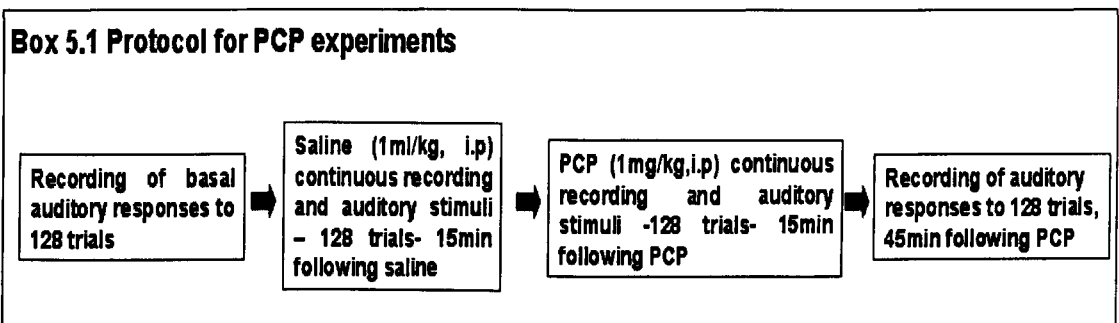 Box 5.1 Protocol for PCP experiments
Recording of basal
auditory responses to
128 trials
Saline (1ml/kg, i.p)
continuous recording
and auditory stimuli
– 128 trials- 15min
following saline
PCP (1mg/kg,i.p) continuous
recording and auditory
stimuli -128 trials- 15min
following PCP
Recording of auditory
responses to 128 trials,
45min following PCP